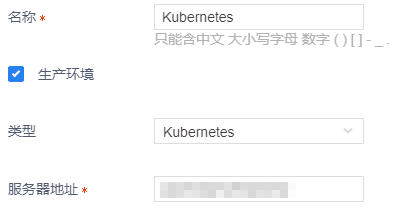 名称 * Kubernetes
只能含中文 大小写字母 数字 ( ) [ ] - _ .
生产环境
类型 Kubernetes
服务器地址 *